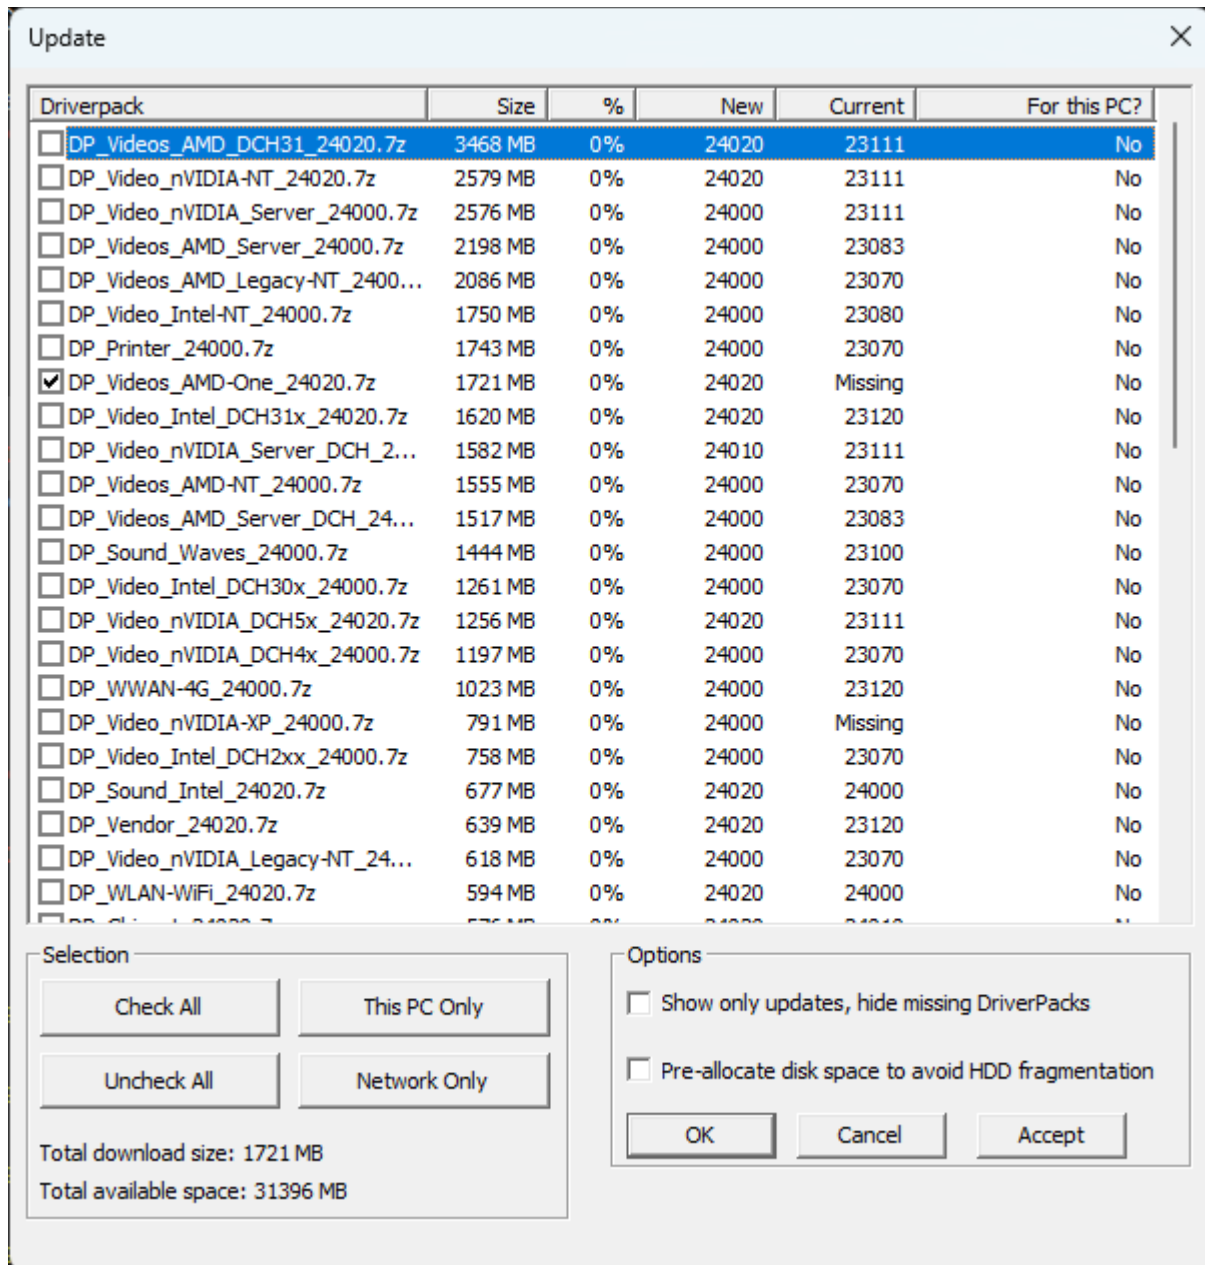 Update
Driverpack Size % New Current For this PC?
DP_Videos_AMD_DCH31_24020.7z 3468 MB 0% 24020 23111 No
DP_Video_nVIDIA-NT_24020.7z 2579 MB 0% 24020 23111 No
DP_Video_nVIDIA_Server_24000.7z 2576 MB 0% 24000 23111 No
DP_Videos_AMD_Server_24000.7z 2198 MB 0% 24000 23083 No
DP_Videos_AMD_Legacy-NT_2400... 2086 MB 0% 24000 23070 No
DP_Video_Intel-NT_24000.7z 1750 MB 0% 24000 23080 No
DP_Printer_24000.7z 1743 MB 0% 24000 23070 No
DP_Videos_AMD-One_24020.7z 1721 MB 0% 24020 Missing No
DP_Video_Intel_DCH31x_24020.7z 1620 MB 0% 24020 23120 No
DP_Video_nVIDIA_Server_DCH_2... 1582 MB 0% 24010 23111 No
DP_Videos_AMD-NT_24000.7z 1555 MB 0% 24000 23070 No
DP_Videos_AMD_Server_DCH_24... 1517 MB 0% 24000 23083 No
DP_Sound_Waves_24000.7z 1444 MB 0% 24000 23100 No
DP_Video_Intel_DCH30x_24000.7z 1261 MB 0% 24000 23070 No
DP_Video_nVIDIA_DCH5x_24020.7z 1256 MB 0% 24020 23111 No
DP_Video_nVIDIA_DCH4x_24000.7z 1197 MB 0% 24000 23070 No
DP_WWAN-4G_24000.7z 1023 MB 0% 24000 23120 No
DP_Video_nVIDIA-XP_24000.7z 791 MB 0% 24000 Missing No
DP_Video_Intel_DCH2xx_24000.7z 758 MB 0% 24000 23070 No
DP_Sound_Intel_24020.7z 677 MB 0% 24020 24000 No
DP_Vendor_24020.7z 639 MB 0% 24020 23120 No
DP_Video_nVIDIA_Legacy-NT_24... 618 MB 0% 24000 23070 No
DP_WLAN-WiFi_24020.7z 594 MB 0% 24020 24000 No
Selection
Check All
This PC Only
Uncheck All
Network Only
Total download size: 1721 MB
Total available space: 31396 MB
Options
Show only updates, hide missing DriverPacks
Pre-allocate disk space to avoid HDD fragmentation
OK
Cancel
Accept